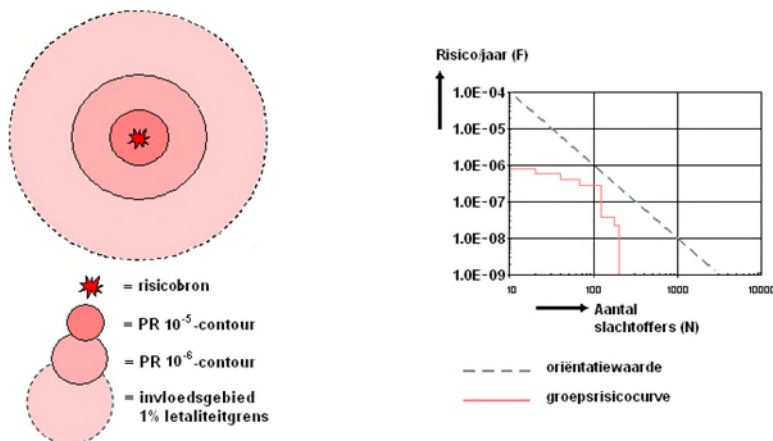 = risicobron
= PR 10⁻⁵-contour
= PR 10⁻⁶-contour
= invloedsgebied
1% letaliteitgrens
Risico/jaar (F)
1.0E-04
1.0E-05
1.0E-06
1.0E-07
1.0E-08
1.0E-09
10
100
1000
10000
Aantal
slachtoffers (N)
oriëntatiewaarde
groepsrisicocurve